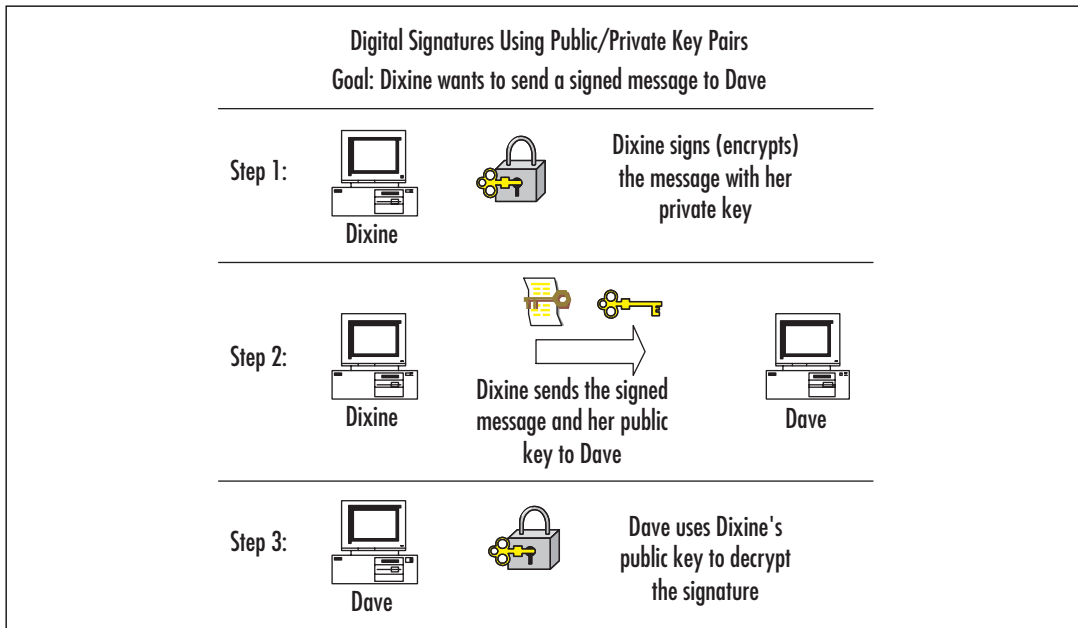 Digital Signatures Using Public/Private Key Pairs
Goal: Dixine wants to send a signed message to Dave
Step 1:
Dixine
Dixine signs (encrypts)
the message with her
private key
Step 2:
Dixine
Dixine sends the signed
message and her public
key to Dave
Dave
Step 3:
Dave
Dave uses Dixine's
public key to decrypt
the signature